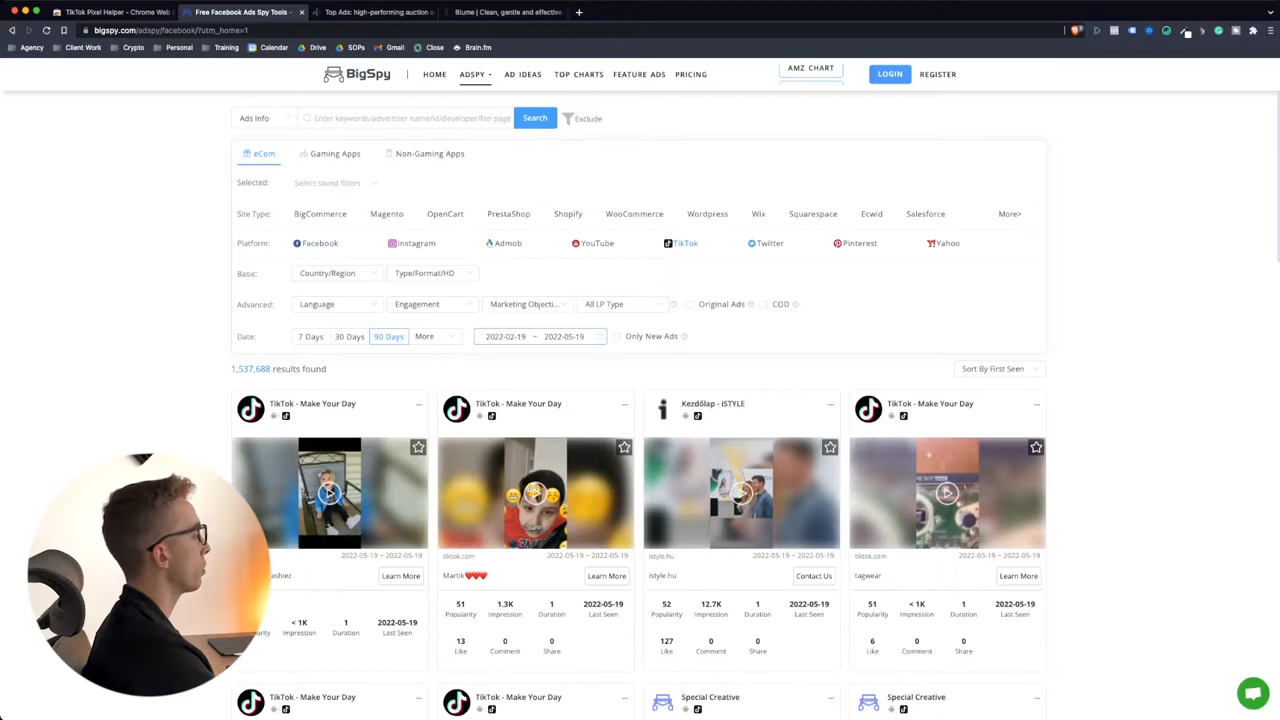 TikTok Pixel Helper - Chrome Web
Free Facebook Ads Spy Tools -
Top Ads: high-performing auction
Blume | Clean, gentle and effective
bigspy.com/adspy/facebook/?utm_home=1
Agency
Client Work
Crypto
Personal
Training
Calendar
Drive
SOPs
Gmail
Close
Brain.fm
BigSpy
HOME
ADSPY
AD IDEAS
TOP CHARTS
FEATURE ADS
PRICING
AMZ CHART
LOGIN
REGISTER
Ads Info
Enter keywords/advertiser name/id/developer/fan page
Search
Exclude
eCom
Gaming Apps
Non-Gaming Apps
Selected:
Select saved filters
Site Type:
BigCommerce
Magento
OpenCart
PrestaShop
Shopify
WooCommerce
Wordpress
Wix
Squarespace
Ecwid
Salesforce
More>
Platform:
Facebook
Instagram
Admob
YouTube
TikTok
Twitter
Pinterest
Yahoo
Basic:
Country/Region
Type/Format/HD
Advanced:
Language
Engagement
Marketing Objecti...
All LP Type
Original Ads
COD
Date:
7 Days
30 Days
90 Days
More
2022-02-19 ~ 2022-05-19
Only New Ads
1,537,688 results found
Sort By First Seen
TikTok - Make Your Day
TikTok - Make Your Day
Kezdőlap - iSTYLE
TikTok - Make Your Day
2022-05-19 ~ 2022-05-19
tiktok.com
2022-05-19 ~ 2022-05-19
istyle.hu
2022-05-19 ~ 2022-05-19
tiktok.com
2022-05-19 ~ 2022-05-19
ashiez
Learn More
Martik❤❤❤
Learn More
istyle.hu
Contact Us
tagwear
Learn More
< 1K
1
2022-05-19
51
1.3K
1
2022-05-19
52
12.7K
1
2022-05-19
51
< 1K
1
2022-05-19
arity
Impression
Duration
Last Seen
Popularity
Impression
Duration
Last Seen
Popularity
Impression
Duration
Last Seen
Popularity
Impression
Duration
Last Seen
13
0
0
127
0
0
6
0
0
Like
Comment
Share
Like
Comment
Share
Like
Comment
Share
TikTok - Make Your Day
TikTok - Make Your Day
Special Creative
Special Creative